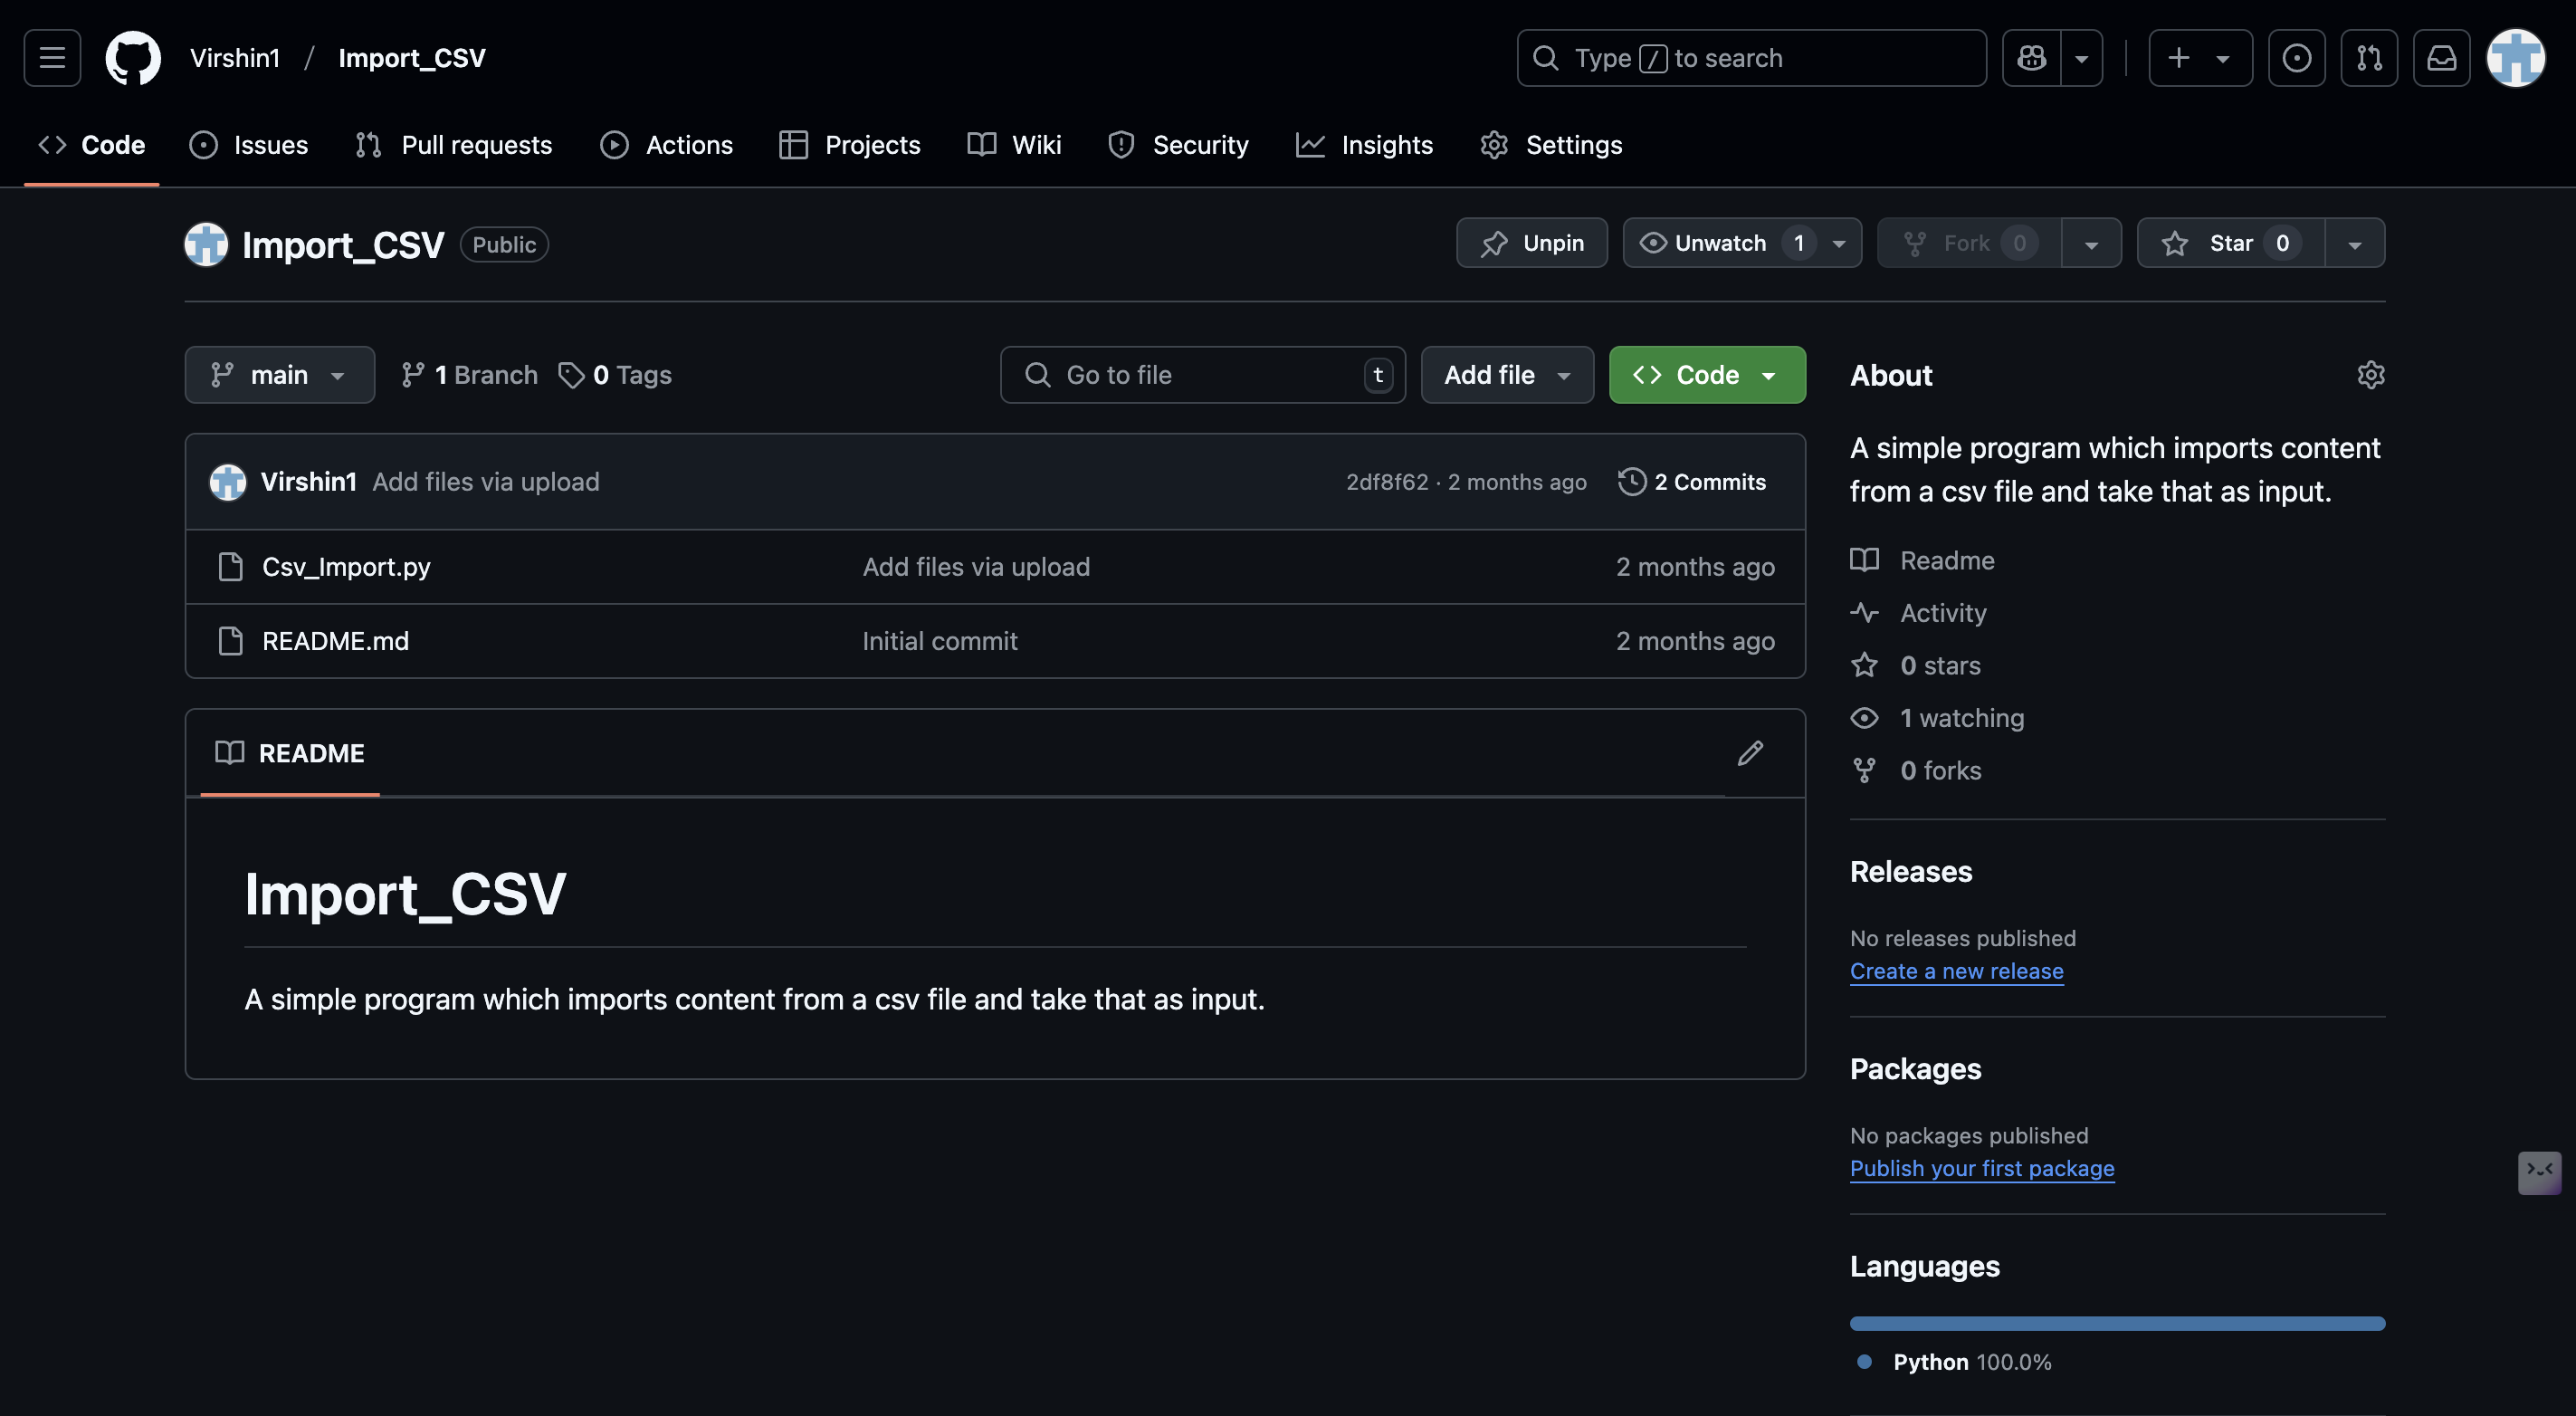 Virshin1 / Import_CSV
Type / to search
Code Issues Pull requests Actions Projects Wiki Security Insights Settings
Import_CSV Public
Unpin Unwatch 1 Fork 0 Star 0
main 1 Branch 0 Tags
Go to file t Add file Code
Virshin1 Add files via upload 2df8f62 · 2 months ago 2 Commits
Csv_Import.py Add files via upload 2 months ago
README.md Initial commit 2 months ago
README
Import_CSV
A simple program which imports content from a csv file and take that as input.
About
A simple program which imports content
from a csv file and take that as input.
Readme
Activity
0 stars
1 watching
0 forks
Releases
No releases published
Create a new release
Packages
No packages published
Publish your first package
Languages
Python 100.0%